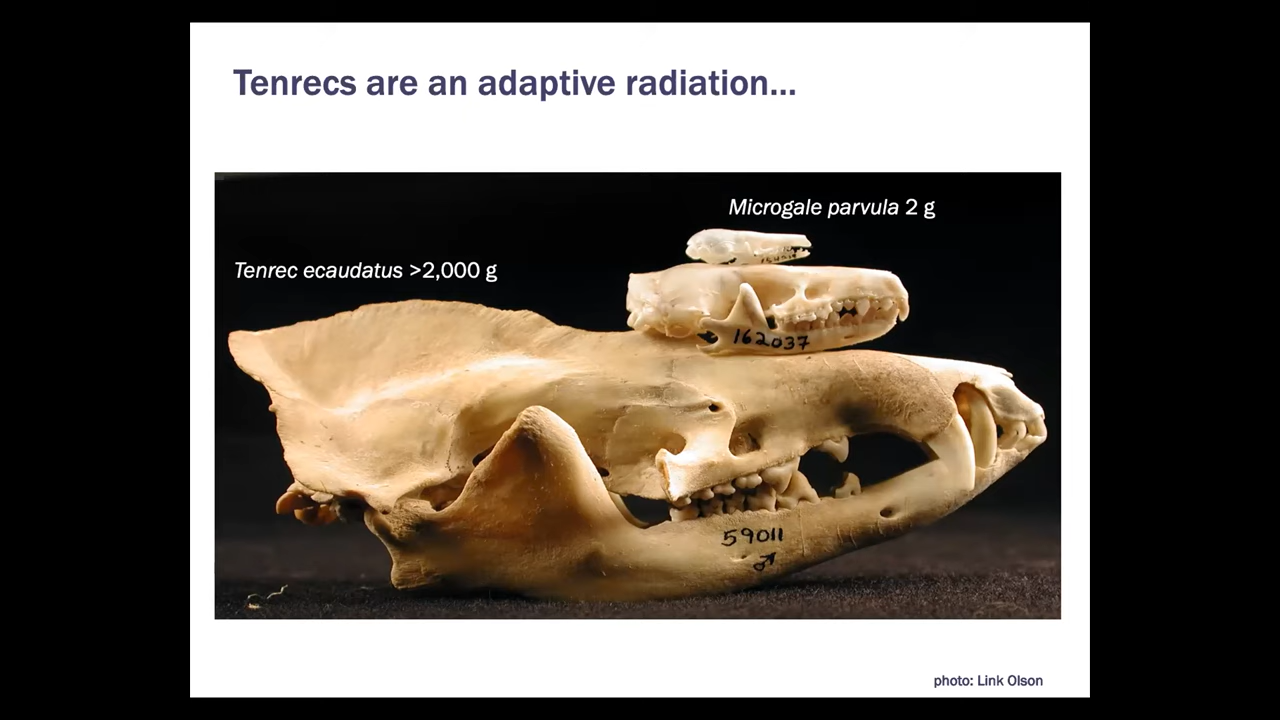 Tenrecs are an adaptive radiation...
Microgale parvula 2 g
Tenrec ecaudatus >2,000 g
162037
59011
♂
photo: Link Olson